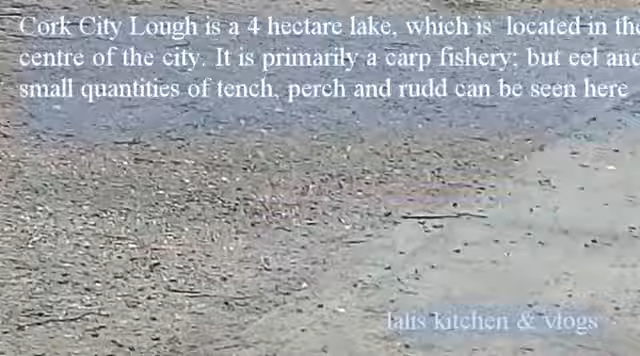 Cork City Lough is a 4 hectare lake, which is located in the
centre of the city. It is primarily a carp fishery; but eel and
small quantities of tench, perch and rudd can be seen here
lalis kitchen & vlogs